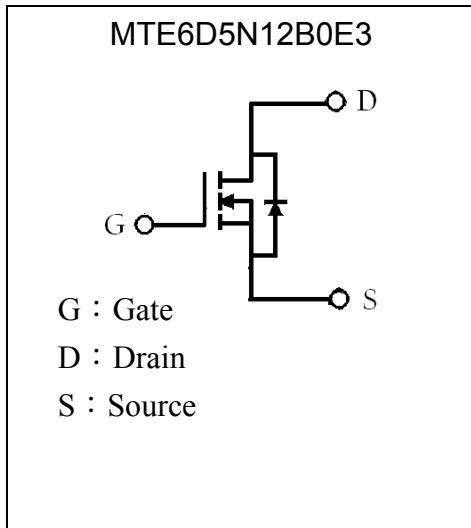 MTE6D5N12B0E3
D
G
S
G：Gate
D：Drain
S：Source